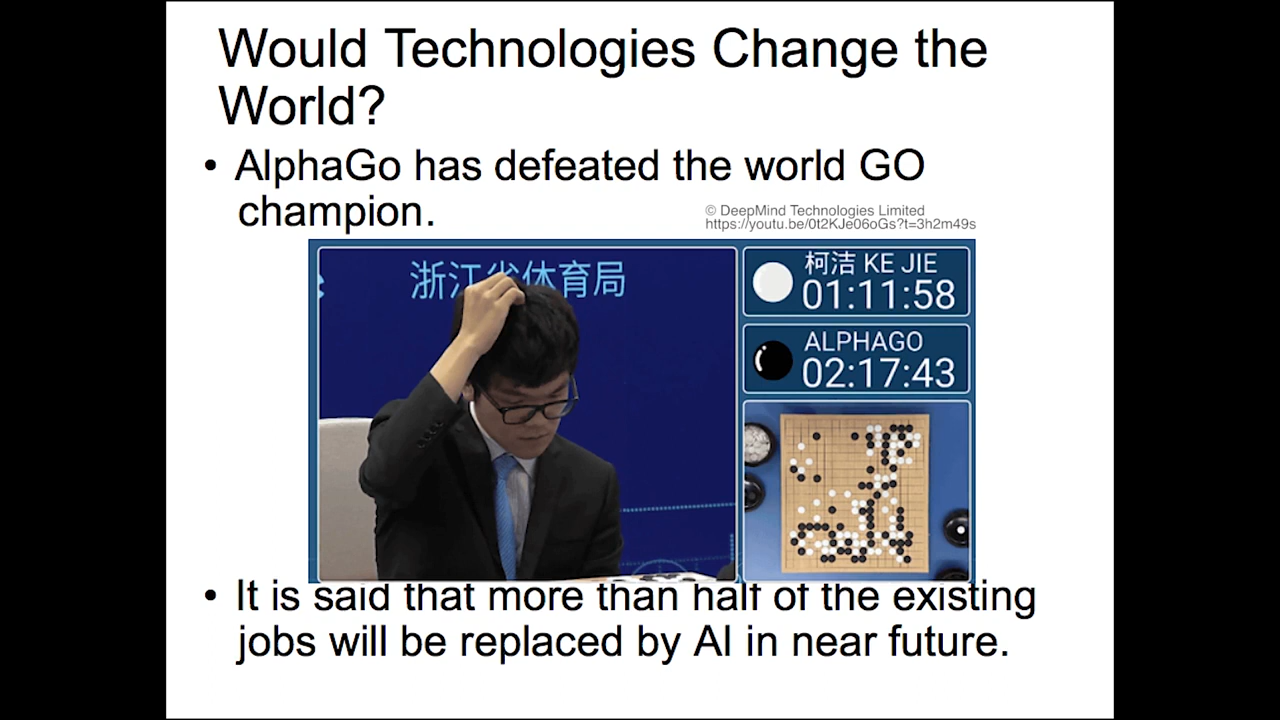 Would Technologies Change the
World?
• AlphaGo has defeated the world GO
champion.
© DeepMind Technologies Limited
https://youtu.be/0t2KJe06oGs?t=3h2m49s
浙江省体育局
柯洁 KE JIE
01:11:58
ALPHAGO
02:17:43
• It is said that more than half of the existing
jobs will be replaced by AI in near future.